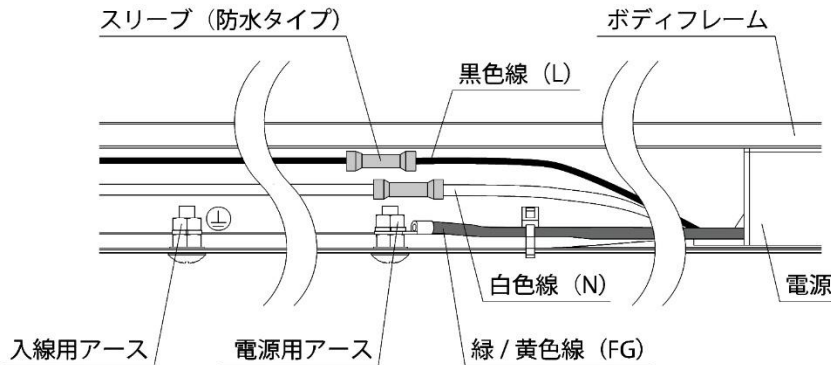 スリーブ（防水タイプ）
ボディフレーム
黒色線（L）
白色線（N）
電源
入線用アース
電源用アース
緑 / 黄色線（FG）